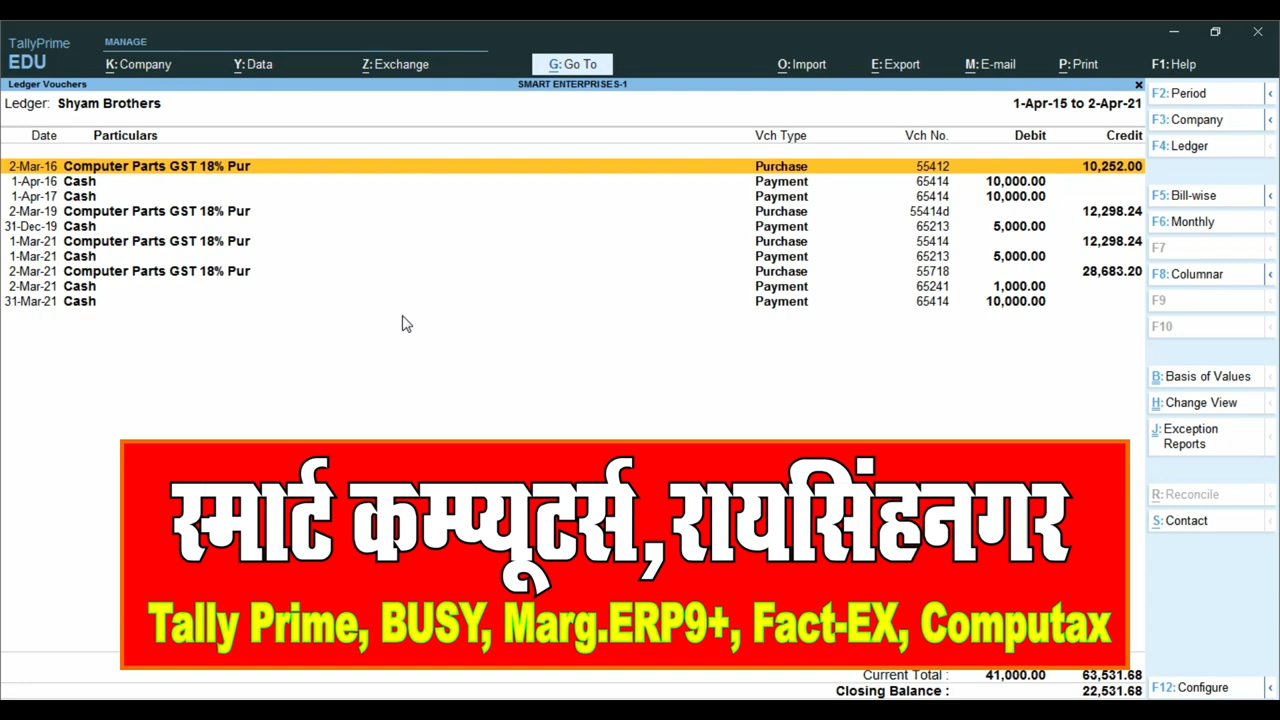 TallyPrime
EDU
MANAGE
K: Company Y: Data Z: Exchange G: Go To O: Import E: Export M: E-mail P: Print F1: Help
Ledger Vouchers SMART ENTERPRISES-1
Ledger: Shyam Brothers 1-Apr-15 to 2-Apr-21
Date Particulars Vch Type Vch No. Debit Credit
2-Mar-16 Computer Parts GST 18% Pur Purchase 55412 10,252.00
1-Apr-16 Cash Payment 65414 10,000.00
1-Apr-17 Cash Payment 65414 10,000.00
2-Mar-19 Computer Parts GST 18% Pur Purchase 55414d 12,298.24
31-Dec-19 Cash Payment 65213 5,000.00
1-Mar-21 Computer Parts GST 18% Pur Purchase 55414 12,298.24
1-Mar-21 Cash Payment 65213 5,000.00
2-Mar-21 Computer Parts GST 18% Pur Purchase 55718 28,683.20
2-Mar-21 Cash Payment 65241 1,000.00
31-Mar-21 Cash Payment 65414 10,000.00
स्मार्ट कम्प्यूटर्स,रायसिंहनगर
Tally Prime, BUSY, Marg.ERP9+, Fact-EX, Computax
Current Total : 41,000.00 63,531.68
Closing Balance : 22,531.68
F2: Period
F3: Company
F4: Ledger
F5: Bill-wise
F6: Monthly
F7
F8: Columnar
F9
F10
B: Basis of Values
H: Change View
J: Exception
Reports
R: Reconcile
S: Contact
F12: Configure